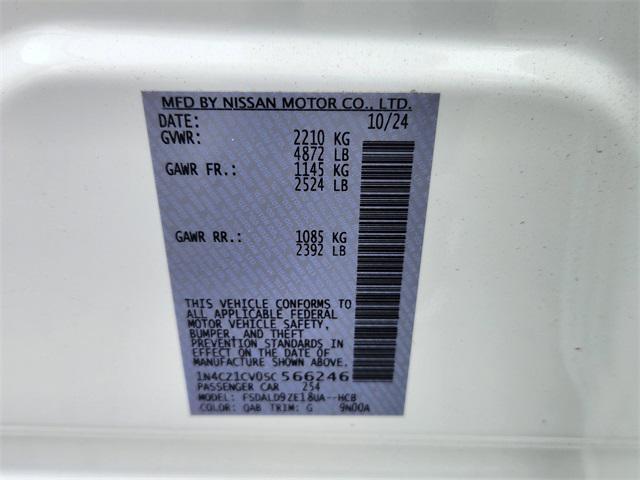 MFD BY NISSAN MOTOR CO., LTD.
DATE: 10/24
GVWR: 2210 KG
4872 LB
GAWR FR.: 1145 KG
2524 LB
GAWR RR.: 1085 KG
2392 LB
THIS VEHICLE CONFORMS TO
ALL APPLICABLE FEDERAL
MOTOR VEHICLE SAFETY,
BUMPER, AND THEFT
PREVENTION STANDARDS IN
EFFECT ON THE DATE OF
MANUFACTURE SHOWN ABOVE.
1N4CZ1CV0SC 566246
PASSENGER CAR 254
MODEL: FSDALD9ZE18UA--HCB
COLOR: QAB TRIM: G 9N00A